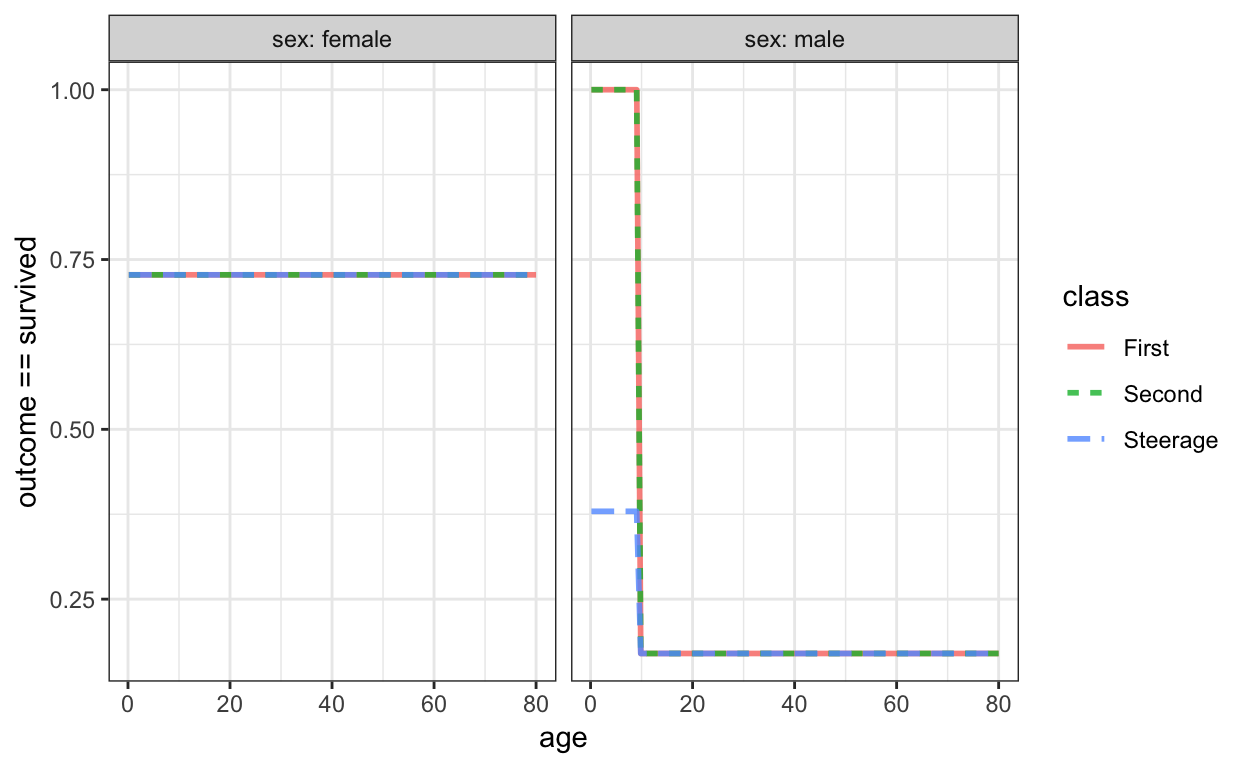 sex: female
sex: male
1.00
0.75
0.50
0.25
outcome == survived
0 20 40 60 80
0 20 40 60 80
age
class
First
Second
Steerage